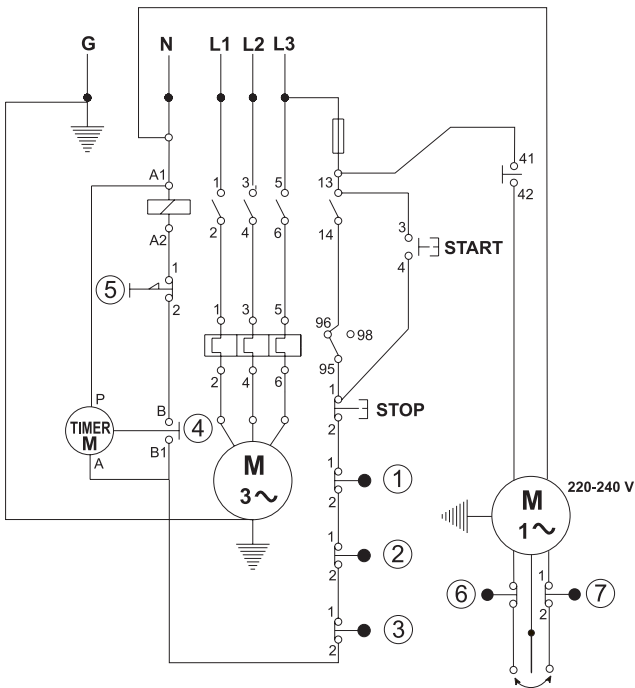 G N L1 L2 L3
A1 1 3 5 13 41
42
A2 2 4 6 14 3 START
4
5 1
2
1 3 5 96 98
95
2 4 6 1 STOP
2
P
TIMER
M
A
B 4
B1
M
3~
1 1
2
1 2
2
1 3
2
M
1~
220-240 V
6 1 7
2